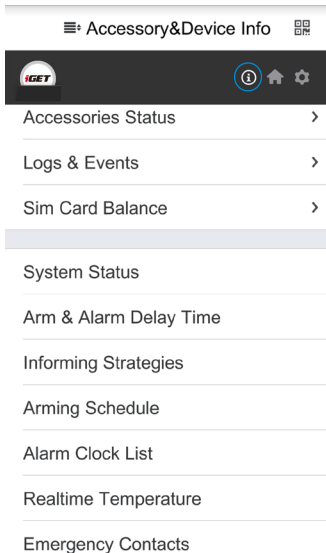 Accessory&Device Info
iGET
Accessories Status
Logs & Events
Sim Card Balance
System Status
Arm & Alarm Delay Time
Informing Strategies
Arming Schedule
Alarm Clock List
Realtime Temperature
Emergency Contacts